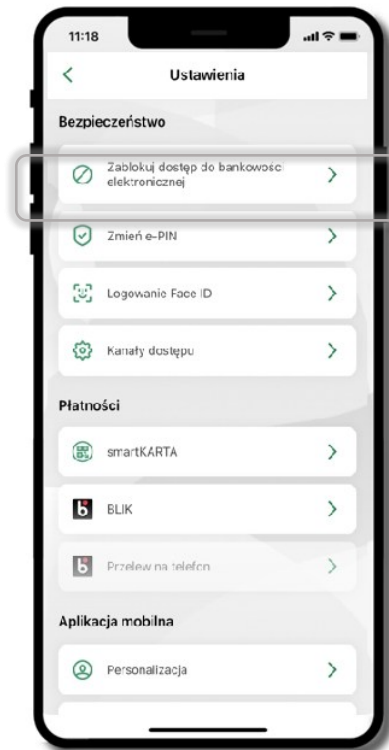 11:18
Ustawienia
Bezpieczeństwo
Zablokuj dostęp do bankowości
elektronicznej
Zmień e-PIN
Logowanie Face ID
Kanały dostępu
Płatności
smartKARTA
BLIK
Przelew na telefon
Aplikacja mobilna
Personalizacja